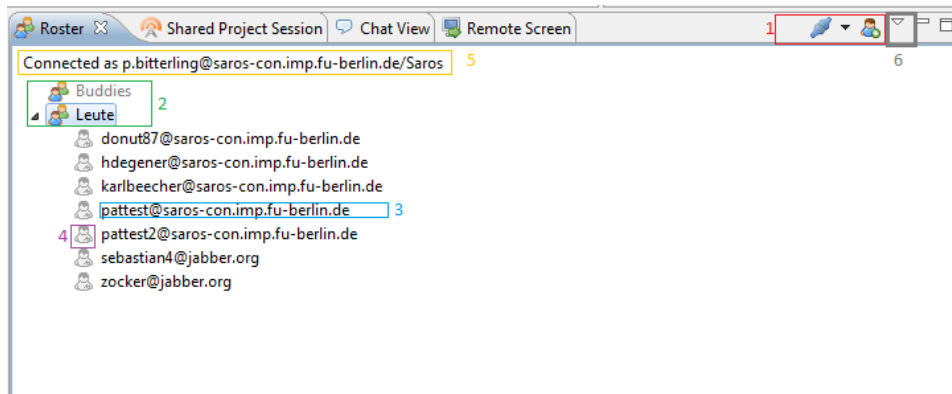 Roster Shared Project Session Chat View Remote Screen 1
Connected as p.bitterling@saros-con.imp.fu-berlin.de/Saros 5 6
Buddies
2
Leute
donut87@saros-con.imp.fu-berlin.de
hdegener@saros-con.imp.fu-berlin.de
karlbeecher@saros-con.imp.fu-berlin.de
pattest@saros-con.imp.fu-berlin.de 3
4 pattest2@saros-con.imp.fu-berlin.de
sebastian4@jabber.org
zocker@jabber.org